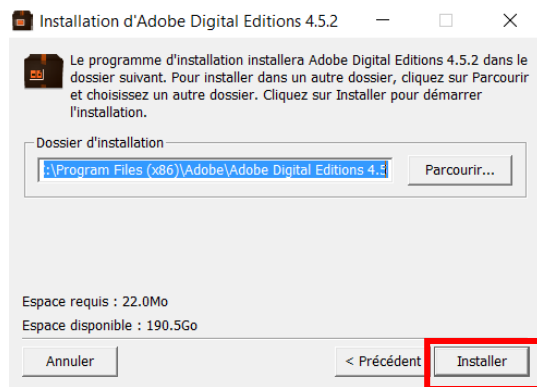 Installation d'Adobe Digital Editions 4.5.2
Le programme d'installation installera Adobe Digital Editions 4.5.2 dans le
dossier suivant. Pour installer dans un autre dossier, cliquez sur Parcourir
et choisissez un autre dossier. Cliquez sur Installer pour démarrer
l'installation.
Dossier d'installation
:\Program Files (x86)\Adobe\Adobe Digital Editions 4.5
Parcourir...
Espace requis : 22.0Mo
Espace disponible : 190.5Go
Annuler
< Précédent
Installer